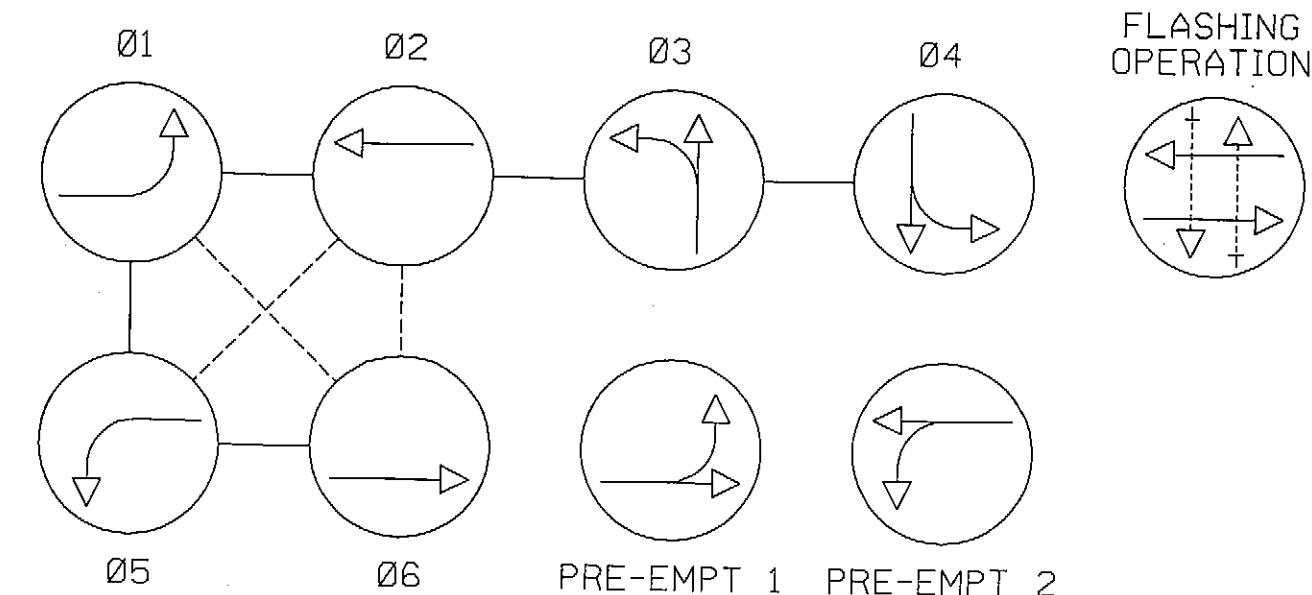 Ø1
Ø2
Ø3
Ø4
FLASHING
OPERATION
Ø5
Ø6
PRE-EMPT 1
PRE-EMPT 2